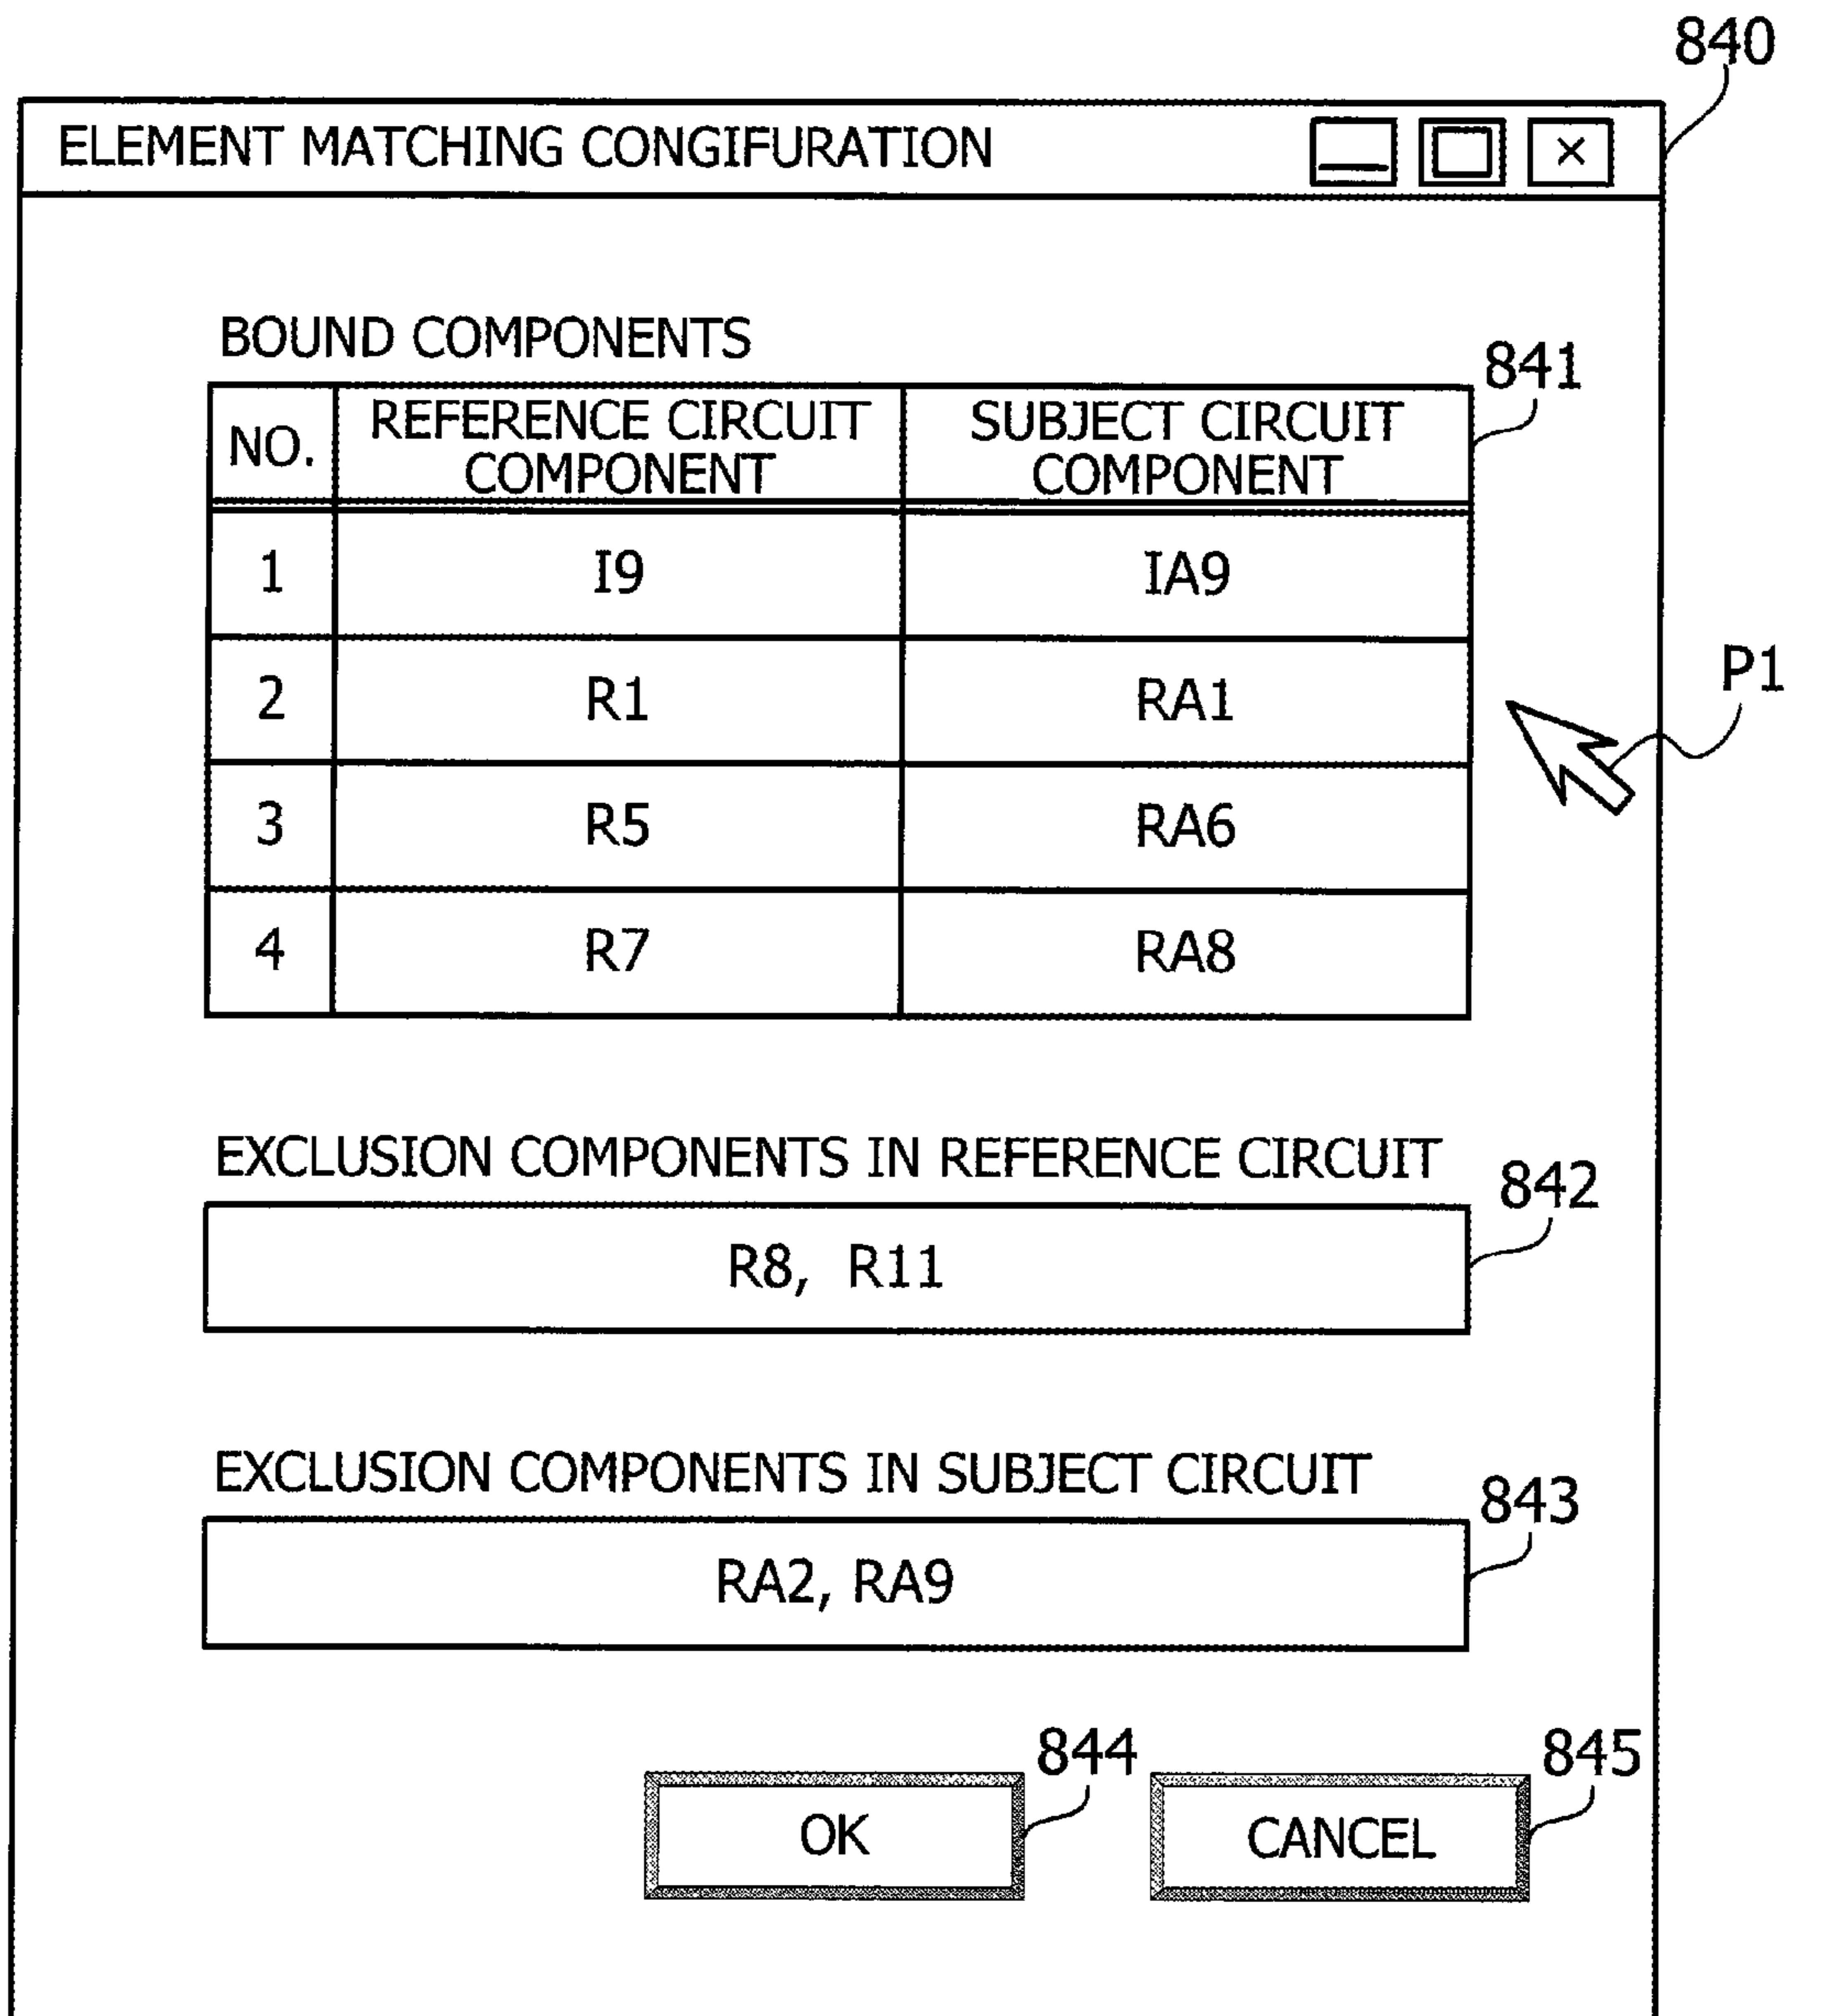 840
ELEMENT MATCHING CONGIFURATION
×
BOUND COMPONENTS
841
NO.
REFERENCE CIRCUIT
COMPONENT
SUBJECT CIRCUIT
COMPONENT
1 I9 IA9
2 R1 RA1
P1
3 R5 RA6
4 R7 RA8
EXCLUSION COMPONENTS IN REFERENCE CIRCUIT
842
R8, R11
EXCLUSION COMPONENTS IN SUBJECT CIRCUIT
843
RA2, RA9
844
845
OK
CANCEL